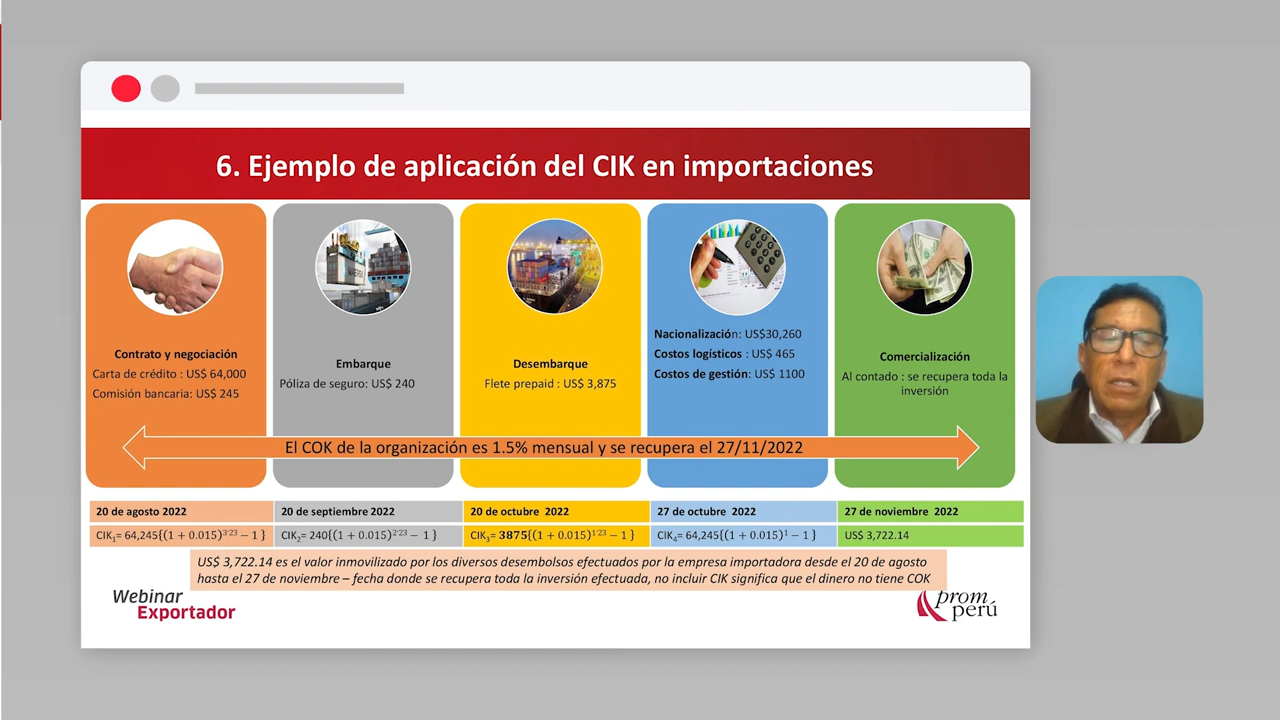 6. Ejemplo de aplicación del CIK en importaciones
Contrato y negociación
Carta de crédito : US$ 64,000
Comisión bancaria: US$ 245
Embarque
Póliza de seguro: US$ 240
Desembarque
Flete prepaid : US$ 3,875
Nacionalización: US$30,260
Costos logísticos : US$ 465
Costos de gestión: US$ 1100
Comercialización
Al contado : se recupera toda la
inversión
El COK de la organización es 1.5% mensual y se recupera el 27/11/2022
20 de agosto 2022
20 de septiembre 2022
20 de octubre 2022
27 de octubre 2022
27 de noviembre 2022
CIK₁= 64,245{(1 + 0.015)³˙²³ − 1 }
CIK₂= 240{(1 + 0.015)²˙²³ − 1 }
CIK₃= 3875{(1 + 0.015)¹˙²³ − 1 }
CIK₄= 64,245{(1 + 0.015)¹ − 1 }
US$ 3,722.14
US$ 3,722.14 es el valor inmovilizado por los diversos desembolsos efectuados por la empresa importadora desde el 20 de agosto
hasta el 27 de noviembre – fecha donde se recupera toda la inversión efectuada, no incluir CIK significa que el dinero no tiene COK
Webinar
Exportador
prom
perú